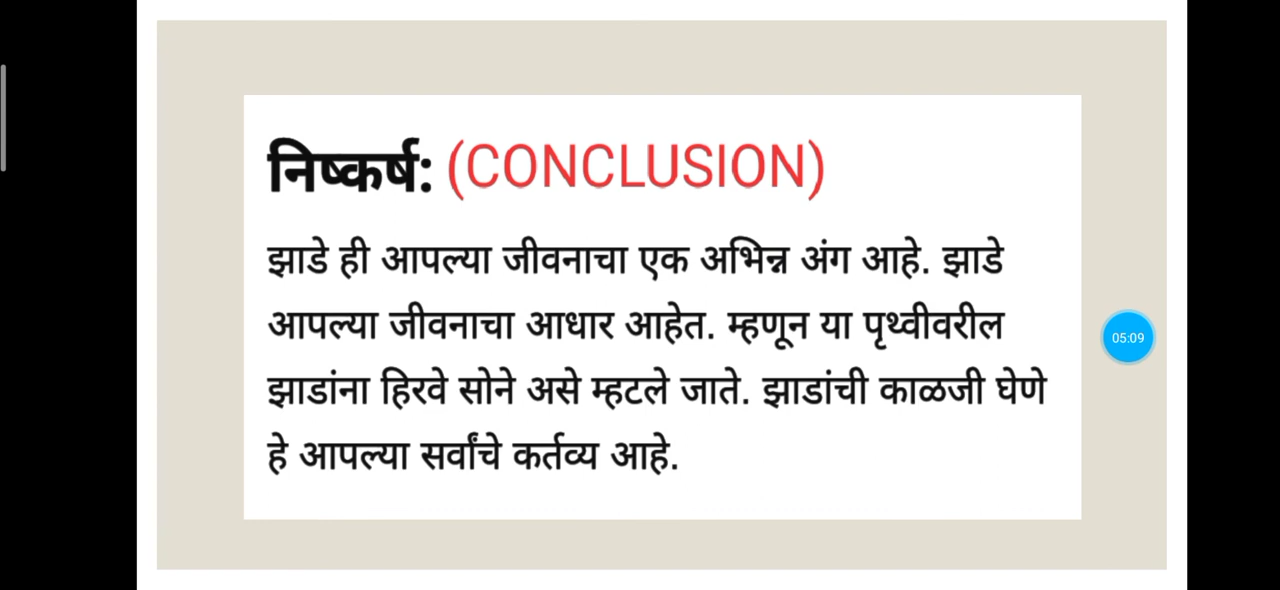 निष्कर्ष: (CONCLUSION)
झाडे ही आपल्या जीवनाचा एक अभिन्न अंग आहे. झाडे
आपल्या जीवनाचा आधार आहेत. म्हणून या पृथ्वीवरील
झाडांना हिरवे सोने असे म्हटले जाते. झाडांची काळजी घेणे
हे आपल्या सर्वांचे कर्तव्य आहे.
05:09